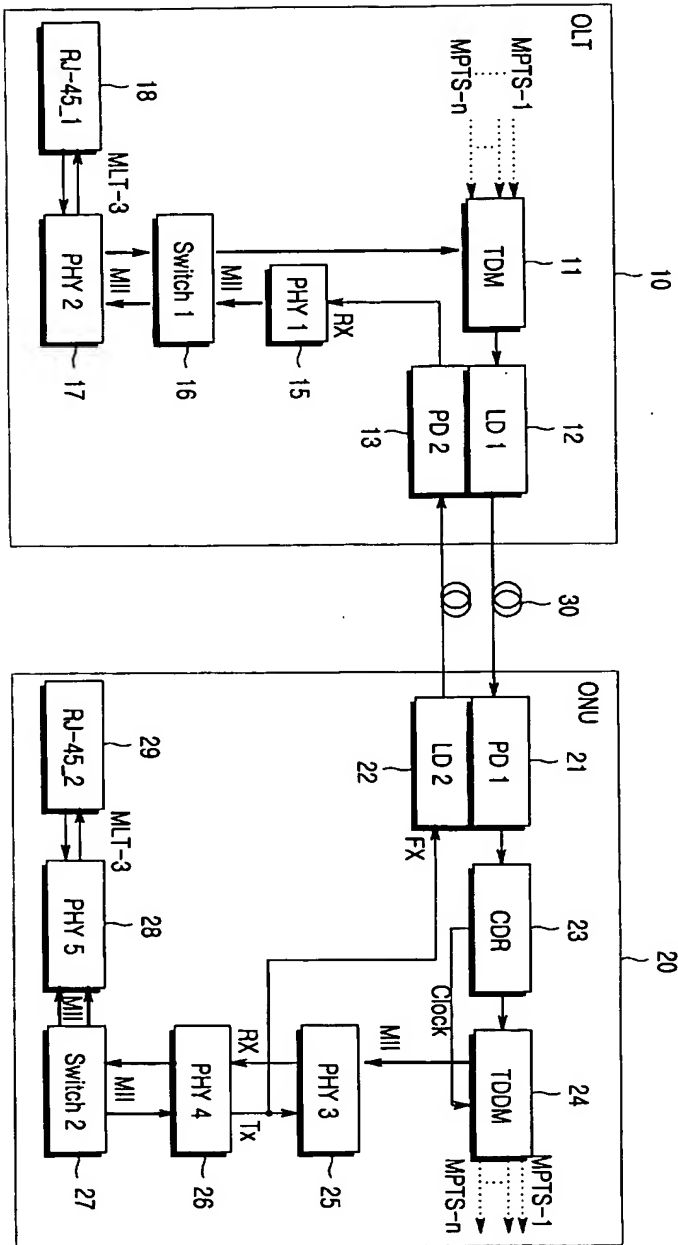 OLT
10
MPTS-1
MPTS-n
TDM
11
LD 1
12
PD 2
13
RX
PHY 1
15
MII
Switch 1
16
MII
PHY 2
17
MLT-3
RJ-45_1
18
30
ONU
20
PD 1
21
LD 2
22
FX
CDR
23
Clock
TDDM
24
MPTS-1
MPTS-n
MII
PHY 3
25
RX
Tx
PHY 4
26
MII
Switch 2
27
MII
PHY 5
28
MLT-3
RJ-45_2
29